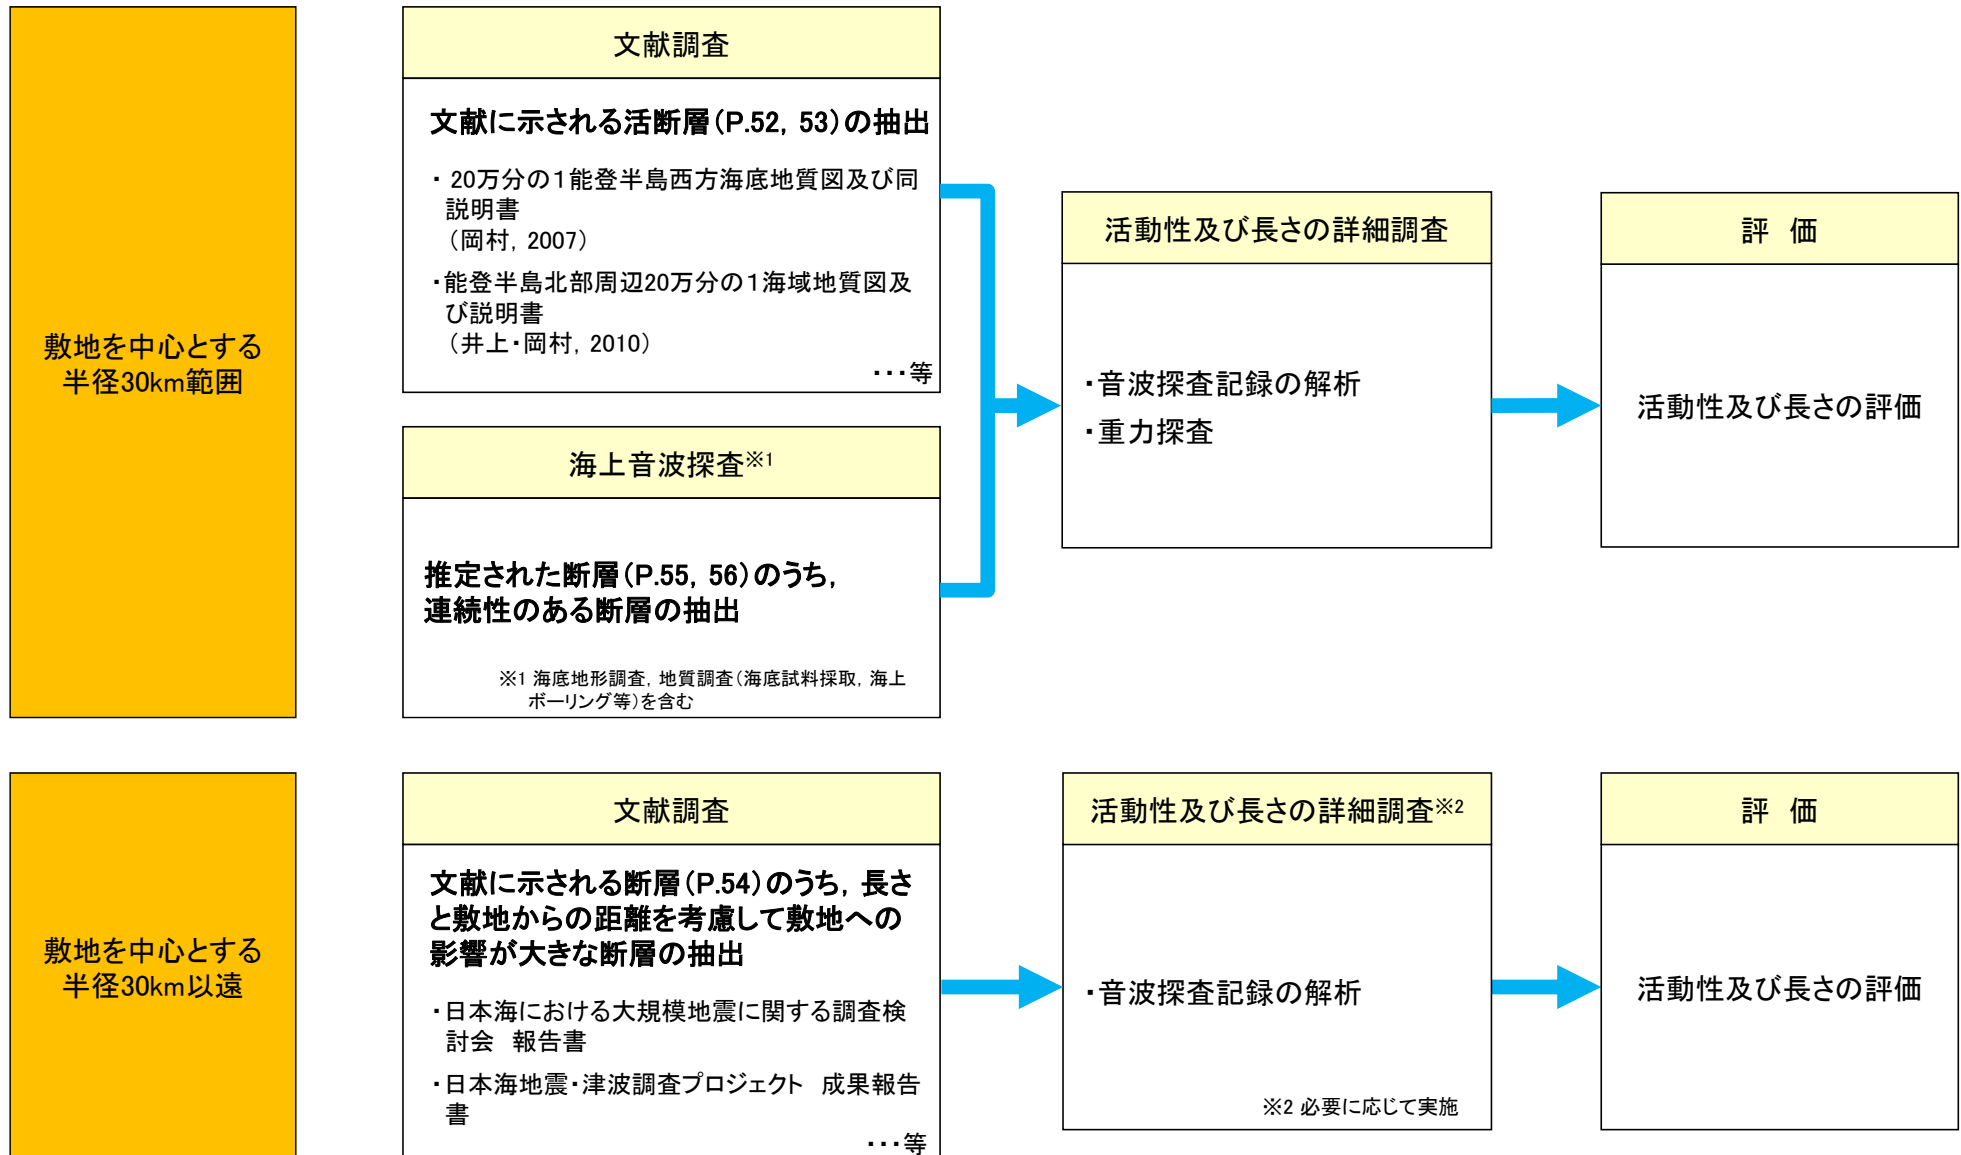 敷地を中心とする
半径30km範囲
文献調査
文献に示される活断層(P.52, 53)の抽出
・ 20万分の1能登半島西方海底地質図及び同
説明書
(岡村, 2007)
・能登半島北部周辺20万分の1海域地質図及
び説明書
(井上・岡村, 2010)
・・・等
海上音波探査※1
推定された断層(P.55, 56)のうち,
連続性のある断層の抽出
※1 海底地形調査, 地質調査(海底試料採取, 海上
ボーリング等)を含む
活動性及び長さの詳細調査
・音波探査記録の解析
・重力探査
評 価
活動性及び長さの評価
敷地を中心とする
半径30km以遠
文献調査
文献に示される断層(P.54)のうち, 長さ
と敷地からの距離を考慮して敷地への
影響が大きな断層の抽出
・日本海における大規模地震に関する調査検
討会 報告書
・日本海地震・津波調査プロジェクト 成果報告
書
・・・等
活動性及び長さの詳細調査※2
・音波探査記録の解析
※2 必要に応じて実施
評 価
活動性及び長さの評価